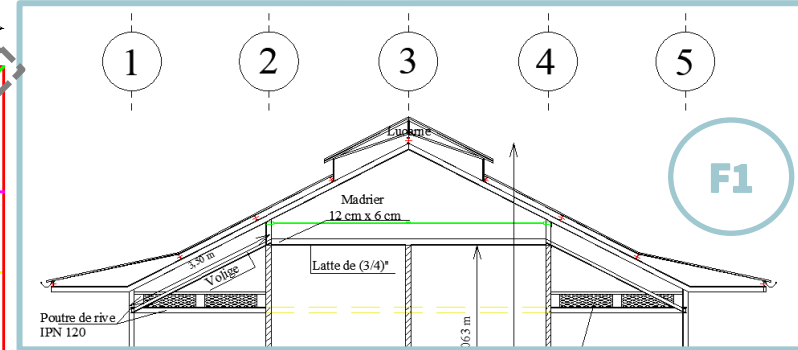 1 2 3 4 5
F1
Lucarne
Madrier
12 cm x 6 cm
3,50 m
Volige
Latte de (3/4)"
Poutre de rive
IPN 120
063 m